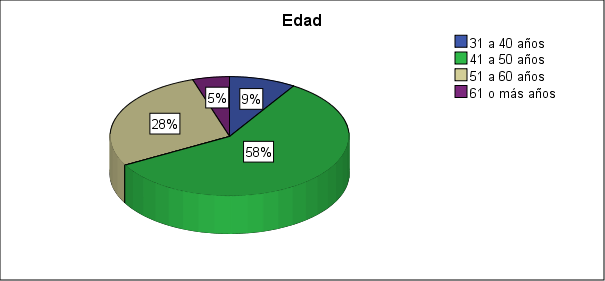 Edad
31 a 40 años
41 a 50 años
51 a 60 años
61 o más años
5%
9%
28%
58%